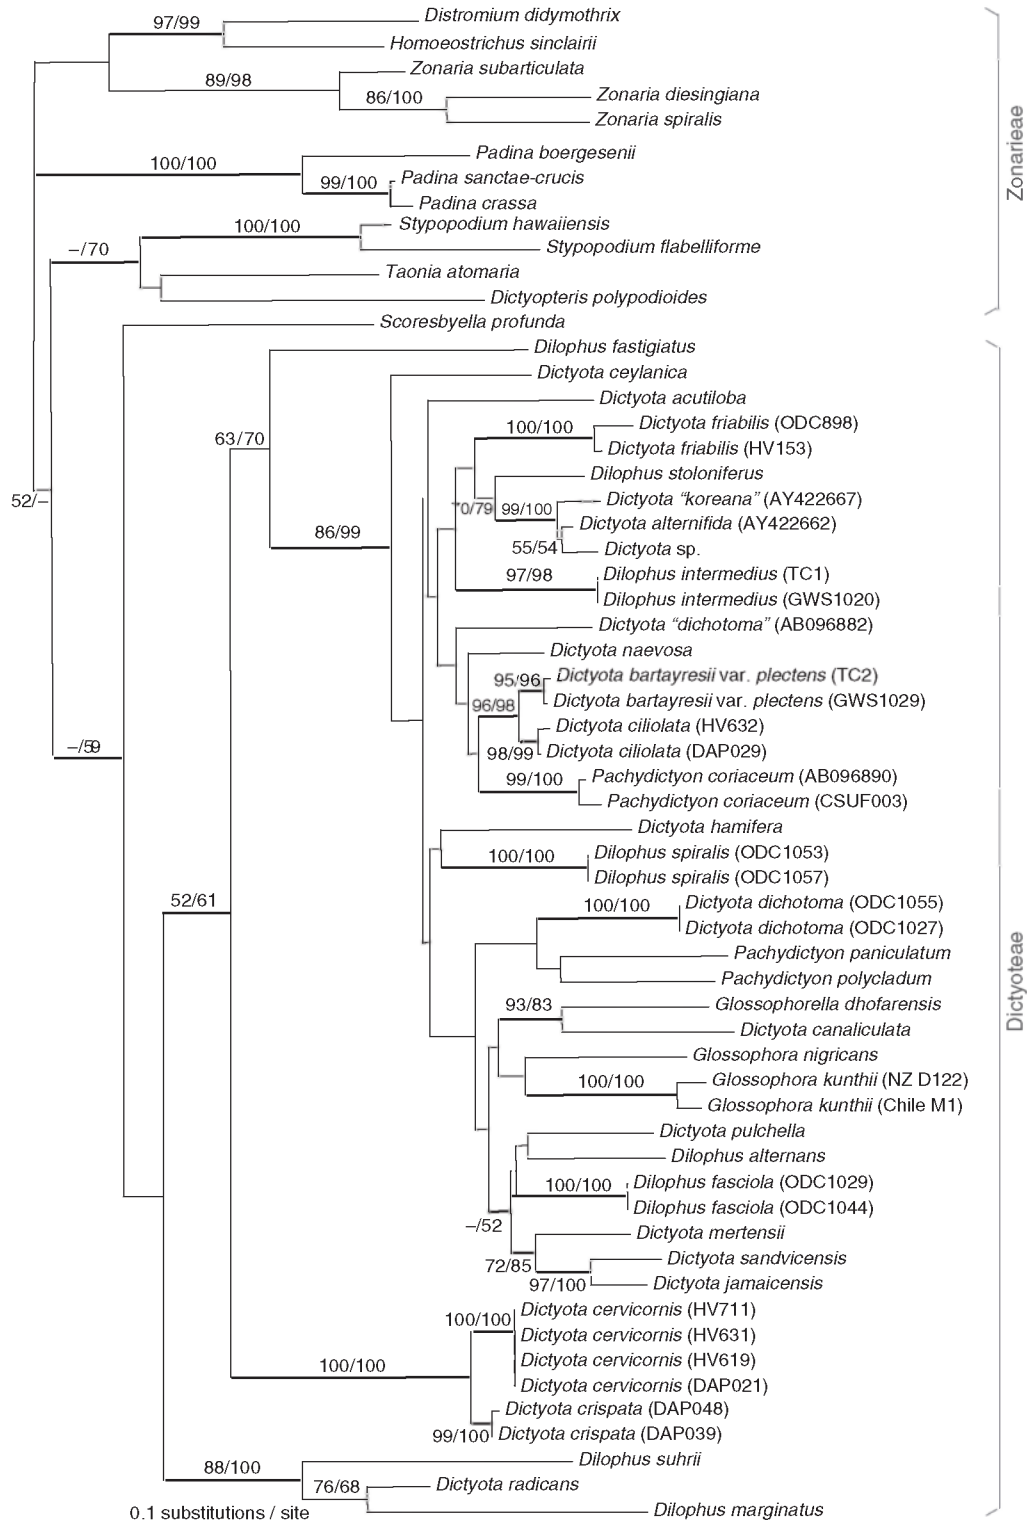 Distromium didymothrix
97/99
Homoeostrichus sinclairii
Zonaria subarticulata
89/98
Zonaria diesingiana
86/100
Zonaria spiralis
Zonarieae
Padina boergesenii
100/100
Padina sanctae-crucis
99/100
Padina crassa
Stypopodium hawaiiensis
100/100
–/70
Stypopodium flabelliforme
Taonia atomaria
Dictyopteris polypodioides
Scoresbyella profunda
Dilophus fastigiatus
Dictyota ceylanica
Dictyota acutiloba
Dictyota friabilis (ODC898)
100/100
63/70
Dictyota friabilis (HV153)
Dilophus stoloniferus
52/–
Dictyota “koreana” (AY422667)
70/79
99/100
Dictyota alternifida (AY422662)
86/99
55/54
Dictyota sp.
97/98
Dilophus intermedius (TC1)
Dilophus intermedius (GWS1020)
Dictyota “dichotoma” (AB096882)
Dictyota naevosa
95/96
Dictyota bartayresii var. plectens (TC2)
Dictyota bartayresii var. plectens (GWS1029)
96/98
Dictyota ciliolata (HV632)
–/59
98/99
Dictyota ciliolata (DAP029)
99/100
Pachydictyon coriaceum (AB096890)
Pachydictyon coriaceum (CSUF003)
Dictyota hamifera
100/100
Dilophus spiralis (ODC1053)
Dilophus spiralis (ODC1057)
52/61
100/100
Dictyota dichotoma (ODC1055)
Dictyota dichotoma (ODC1027)
Dictyoteae
Pachydictyon paniculatum
Pachydictyon polycladum
93/83
Glossophorella dhofarensis
Dictyota canaliculata
Glossophora nigricans
100/100
Glossophora kunthii (NZ D122)
Glossophora kunthii (Chile M1)
Dictyota pulchella
Dilophus alternans
100/100
Dilophus fasciola (ODC1029)
Dilophus fasciola (ODC1044)
–/52
Dictyota mertensii
72/85
Dictyota sandvicensis
97/100
Dictyota jamaicensis
100/100
Dictyota cervicornis (HV711)
Dictyota cervicornis (HV631)
100/100
Dictyota cervicornis (HV619)
Dictyota cervicornis (DAP021)
Dictyota crispata (DAP048)
99/100
Dictyota crispata (DAP039)
88/100
Dilophus suhrii
76/68
Dictyota radicans
0.1 substitutions / site
Dilophus marginatus